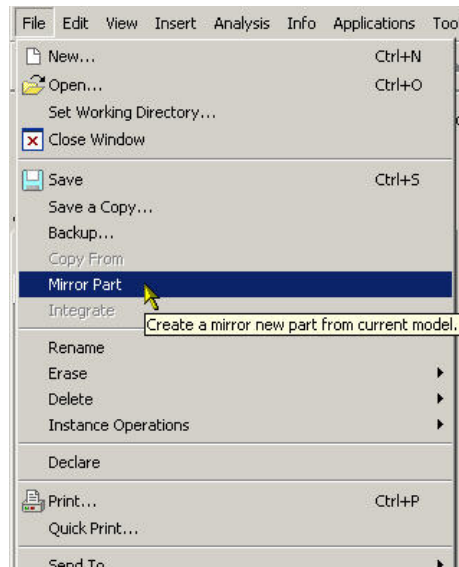 File Edit View Insert Analysis Info Applications Too
New... Ctrl+N
Open... Ctrl+O
Set Working Directory...
Close Window
Save Ctrl+S
Save a Copy...
Backup...
Copy From
Mirror Part
Integrate
Create a mirror new part from current model.
Rename
Erase
Delete
Instance Operations
Declare
Print... Ctrl+P
Quick Print...
Send To